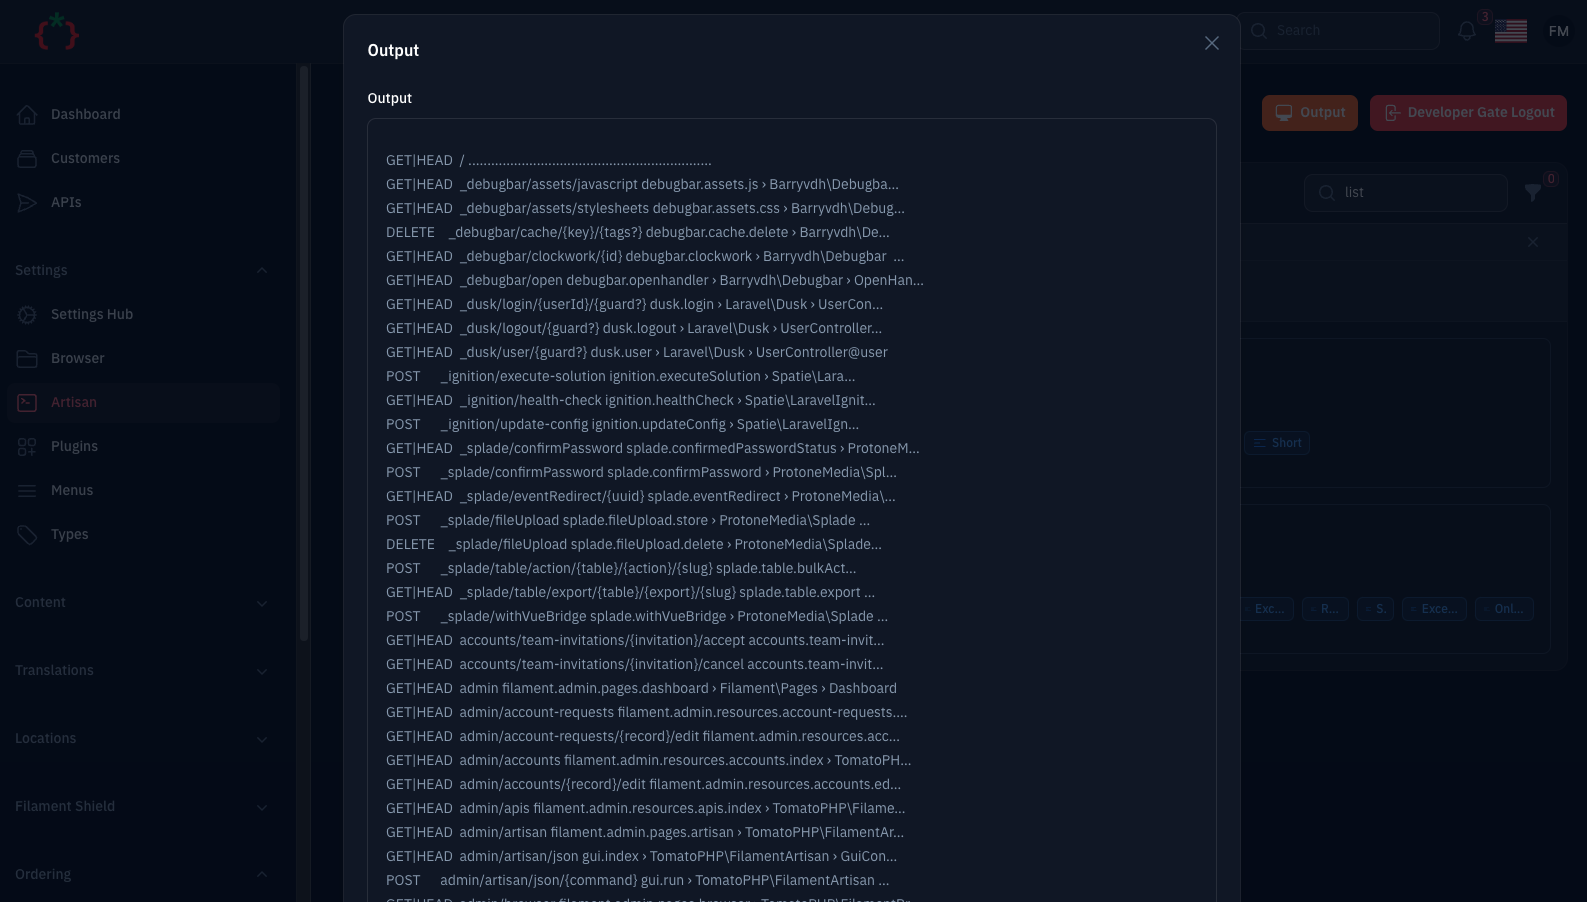 Output
3
Search
FM
Output
Dashboard
Customers
APIs
Settings
Settings Hub
Browser
Artisan
Plugins
Menus
Types
Content
Translations
Locations
Filament Shield
Ordering
GET|HEAD / ................................................................
GET|HEAD _debugbar/assets/javascript debugbar.assets.js › Barryvdh\Debugba...
GET|HEAD _debugbar/assets/stylesheets debugbar.assets.css › Barryvdh\Debug...
DELETE _debugbar/cache/{key}/{tags?} debugbar.cache.delete › Barryvdh\De...
GET|HEAD _debugbar/clockwork/{id} debugbar.clockwork › Barryvdh\Debugbar ...
GET|HEAD _debugbar/open debugbar.openhandler › Barryvdh\Debugbar › OpenHan...
GET|HEAD _dusk/login/{userId}/{guard?} dusk.login › Laravel\Dusk › UserCon...
GET|HEAD _dusk/logout/{guard?} dusk.logout › Laravel\Dusk › UserController...
GET|HEAD _dusk/user/{guard?} dusk.user › Laravel\Dusk › UserController@user
POST _ignition/execute-solution ignition.executeSolution › Spatie\Lara...
GET|HEAD _ignition/health-check ignition.healthCheck › Spatie\LaravelIgnit...
POST _ignition/update-config ignition.updateConfig › Spatie\LaravelIgn...
GET|HEAD _splade/confirmPassword splade.confirmedPasswordStatus › ProtoneM...
POST _splade/confirmPassword splade.confirmPassword › ProtoneMedia\Spl...
GET|HEAD _splade/eventRedirect/{uuid} splade.eventRedirect › ProtoneMedia\...
POST _splade/fileUpload splade.fileUpload.store › ProtoneMedia\Splade ...
DELETE _splade/fileUpload splade.fileUpload.delete › ProtoneMedia\Splade...
POST _splade/table/action/{table}/{action}/{slug} splade.table.bulkAct...
GET|HEAD _splade/table/export/{table}/{export}/{slug} splade.table.export ...
POST _splade/withVueBridge splade.withVueBridge › ProtoneMedia\Splade ...
GET|HEAD accounts/team-invitations/{invitation}/accept accounts.team-invit...
GET|HEAD accounts/team-invitations/{invitation}/cancel accounts.team-invit...
GET|HEAD admin filament.admin.pages.dashboard › Filament\Pages › Dashboard
GET|HEAD admin/account-requests filament.admin.resources.account-requests....
GET|HEAD admin/account-requests/{record}/edit filament.admin.resources.acc...
GET|HEAD admin/accounts filament.admin.resources.accounts.index › TomatoPH...
GET|HEAD admin/accounts/{record}/edit filament.admin.resources.accounts.ed...
GET|HEAD admin/apis filament.admin.resources.apis.index › TomatoPHP\Filame...
GET|HEAD admin/artisan filament.admin.pages.artisan › TomatoPHP\FilamentAr...
GET|HEAD admin/artisan/json gui.index › TomatoPHP\FilamentArtisan › GuiCon...
POST admin/artisan/json/{command} gui.run › TomatoPHP\FilamentArtisan ...
GET|HEAD admin/browser filament.admin.pages.browser › TomatoPHP\FilamentBr...
Output
Developer Gate Logout
list
0
Short
Exc...
R...
S.
Exce...
Onl...